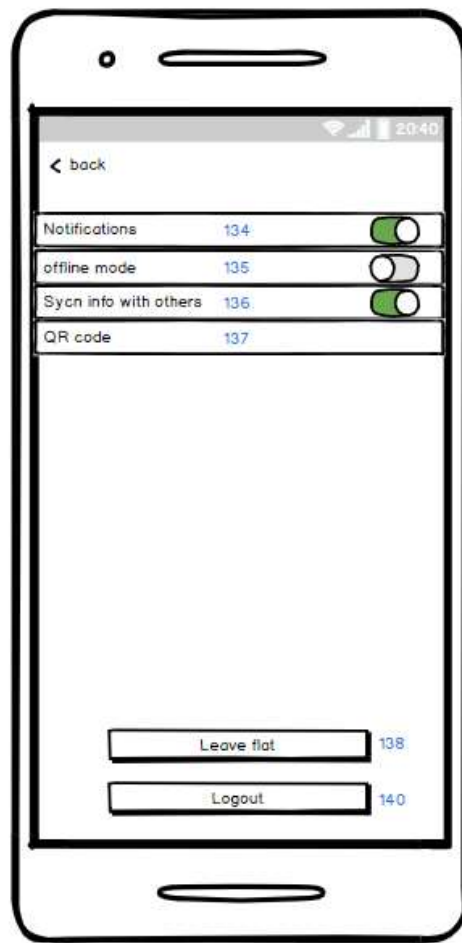 20:40
back
Notifications 134
offline mode 135
Sycn info with others 136
QR code 137
Leave flat 138
Logout 140